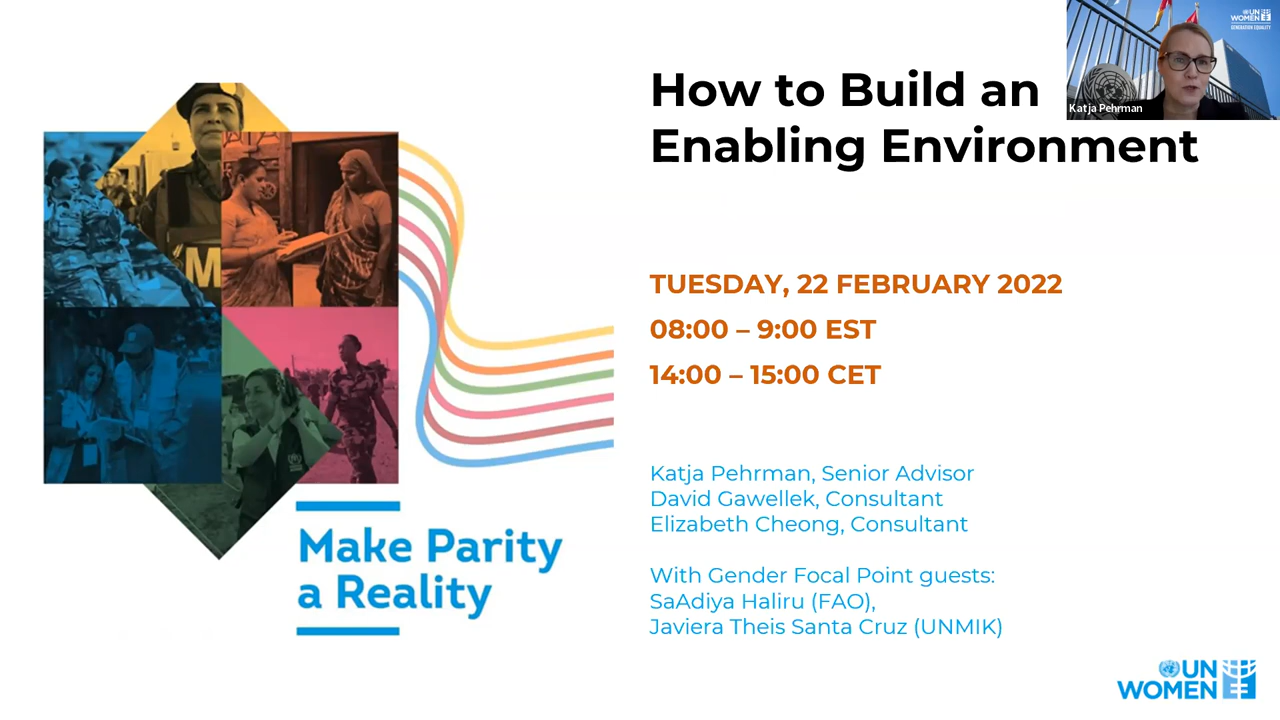 How to Build an
Enabling Environment
UN
WOMEN
GENERATION EQUALITY
Katja Pehrman
TUESDAY, 22 FEBRUARY 2022
08:00 – 9:00 EST
14:00 – 15:00 CET
"M
Katja Pehrman, Senior Advisor
David Gawellek, Consultant
Elizabeth Cheong, Consultant
With Gender Focal Point guests:
SaAdiya Haliru (FAO),
Javiera Theis Santa Cruz (UNMIK)
Make Parity
a Reality
UN
WOMEN